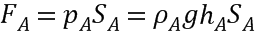 F_A = p_A S_A = ρ_A g h_A S_A